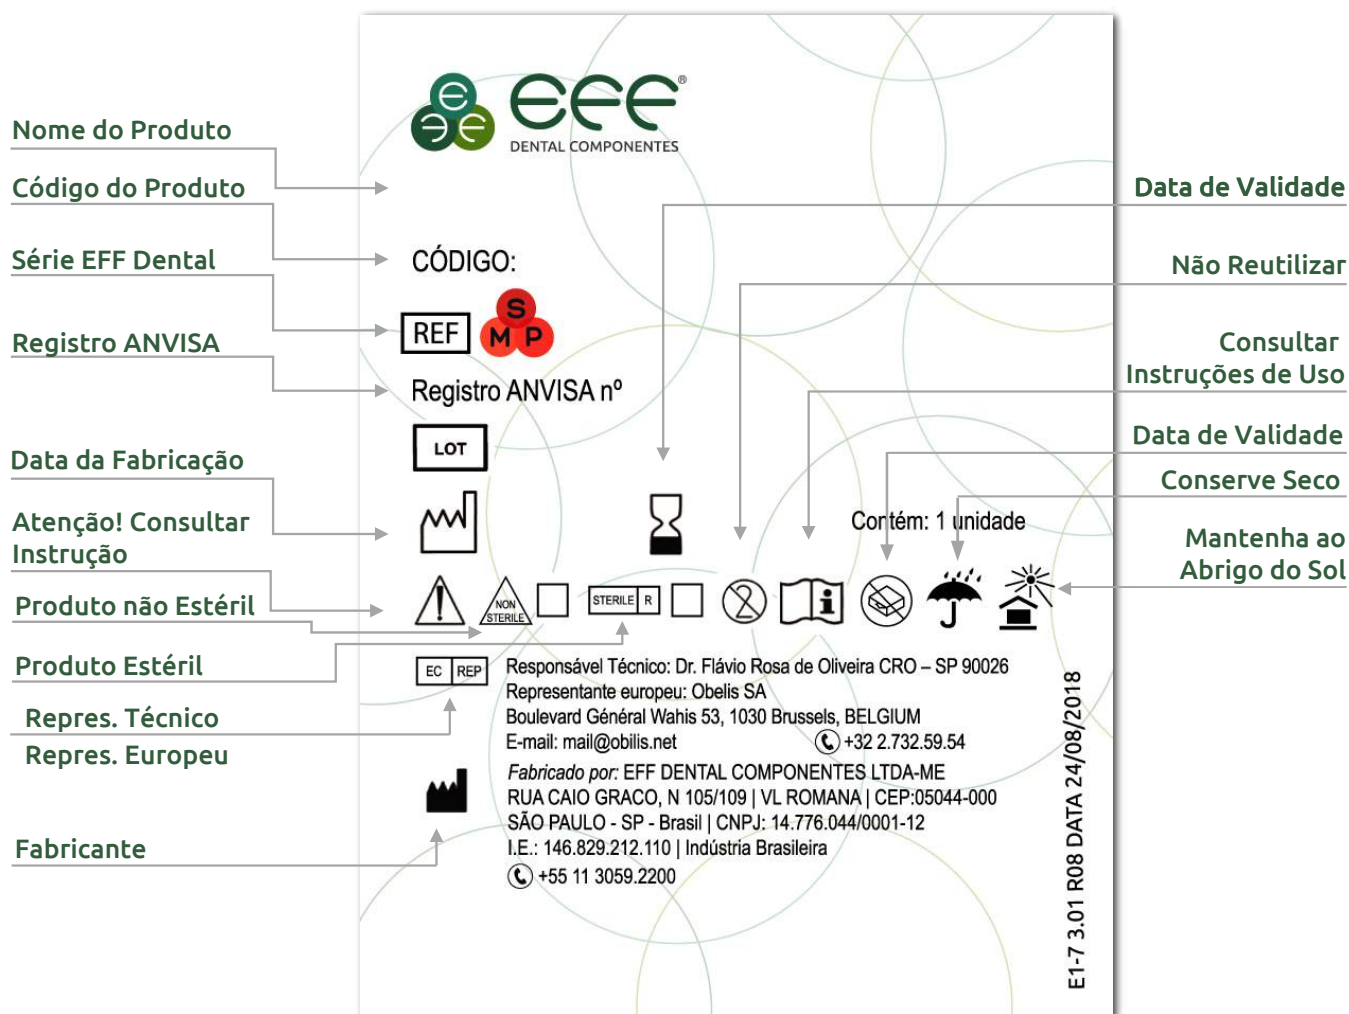 eff®
DENTAL COMPONENTES
Nome do Produto
Código do Produto
Série EFF Dental
Registro ANVISA
Data da Fabricação
Atenção! Consultar
Instrução
Produto não Estéril
Produto Estéril
Repres. Técnico
Repres. Europeu
Fabricante
CÓDIGO:
REF
S
M P
Registro ANVISA nº
LOT
Contém: 1 unidade
NON
STERILE
STERILE R
2
i
EC REP
Responsável Técnico: Dr. Flávio Rosa de Oliveira CRO – SP 90026
Representante europeu: Obelis SA
Boulevard Général Wahis 53, 1030 Brussels, BELGIUM
E-mail: mail@obilis.net +32 2.732.59.54
Fabricado por: EFF DENTAL COMPONENTES LTDA-ME
RUA CAIO GRACO, N 105/109 | VL ROMANA | CEP:05044-000
SÃO PAULO - SP - Brasil | CNPJ: 14.776.044/0001-12
I.E.: 146.829.212.110 | Indústria Brasileira
+55 11 3059.2200
E1-7 3.01 R08 DATA 24/08/2018
Data de Validade
Não Reutilizar
Consultar
Instruções de Uso
Data de Validade
Conserve Seco
Mantenha ao
Abrigo do Sol